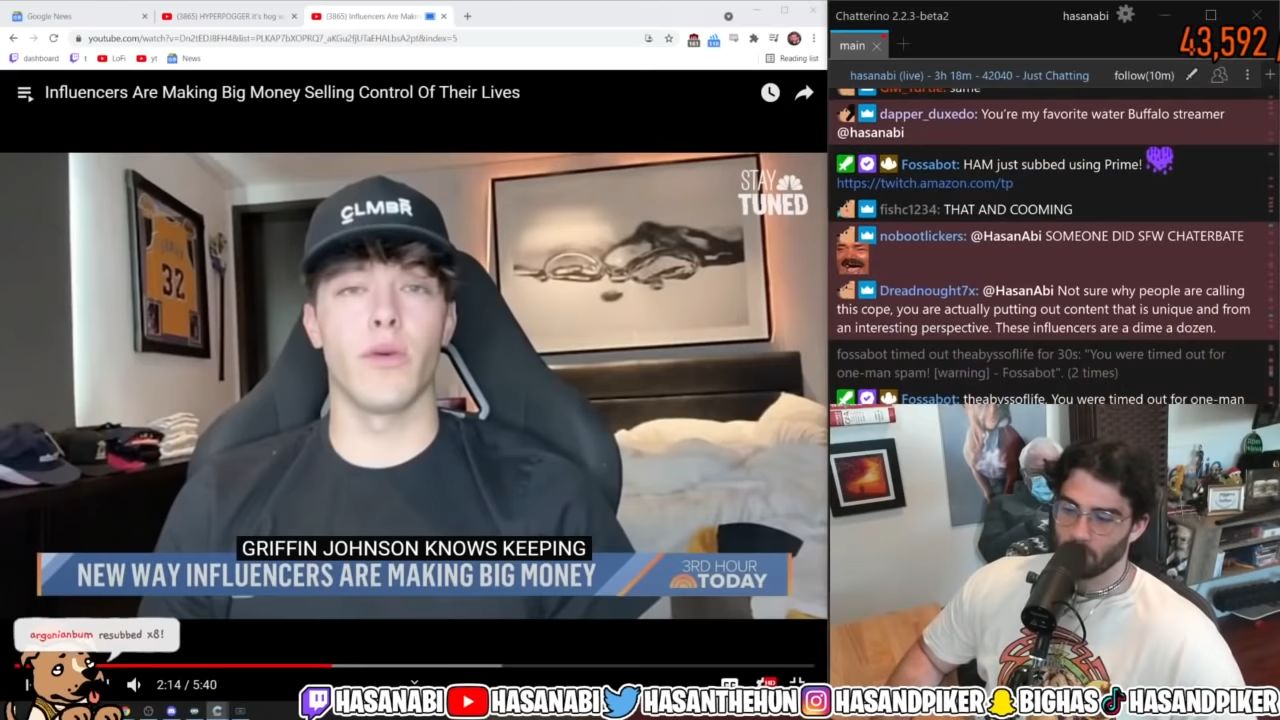 Google News
(3865) HYPERPOGGER.it's hog w
(3865) Influencers Are Makin
youtube.com/watch?v=Dn2tEDJ8FH4&list=PLKAP7bXOPRQ7_aKGu2fjUTaEHALbsA2pt&index=5
dashboard
t
LoFi
yt
News
Reading list
Influencers Are Making Big Money Selling Control Of Their Lives
STAY
TUNED
32
CLMBR
GRIFFIN JOHNSON KNOWS KEEPING
NEW WAY INFLUENCERS ARE MAKING BIG MONEY
3RD HOUR
TODAY
argonianbum resubbed x8!
2:14 / 5:40
Chatterino 2.2.3-beta2
hasanabi
43,592
main
hasanabi (live) - 3h 18m - 42040 - Just Chatting
follow(10m)
dapper_duxedo: You're my favorite water Buffalo streamer
@hasanabi
Fossabot: HAM just subbed using Prime!
https://twitch.amazon.com/tp
fishc1234: THAT AND COOMING
nobootlickers: @HasanAbi SOMEONE DID SFW CHATERBATE
Dreadnought7x: @HasanAbi Not sure why people are calling
this cope, you are actually putting out content that is unique and from
an interesting perspective. These influencers are a dime a dozen.
fossabot timed out theabyssoflife for 30s: "You were timed out for
one-man spam! [warning] - Fossabot". (2 times)
Fossabot: theabyssoflife, You were timed out for one-man
HASANABI HASANABI HASANTHEHUN HASANDPIKER BIGHAS HASANDPIKER